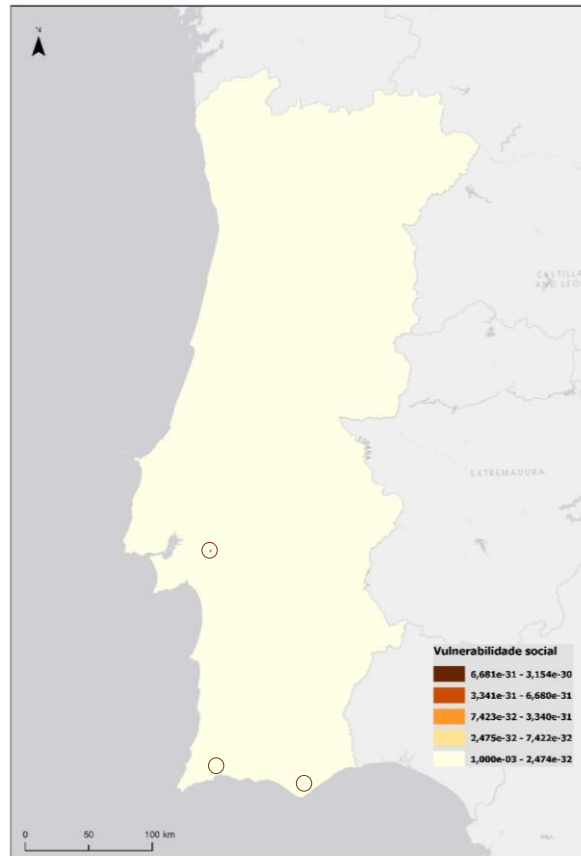 N
CASTILLA
AND LEON
EXTREMADURA
Vulnerabilidade social
6,681e-31 - 3,154e-30
3,341e-31 - 6,680e-31
7,423e-32 - 3,340e-31
2,475e-32 - 7,422e-32
1,000e-03 - 2,474e-32
0 50 100 km